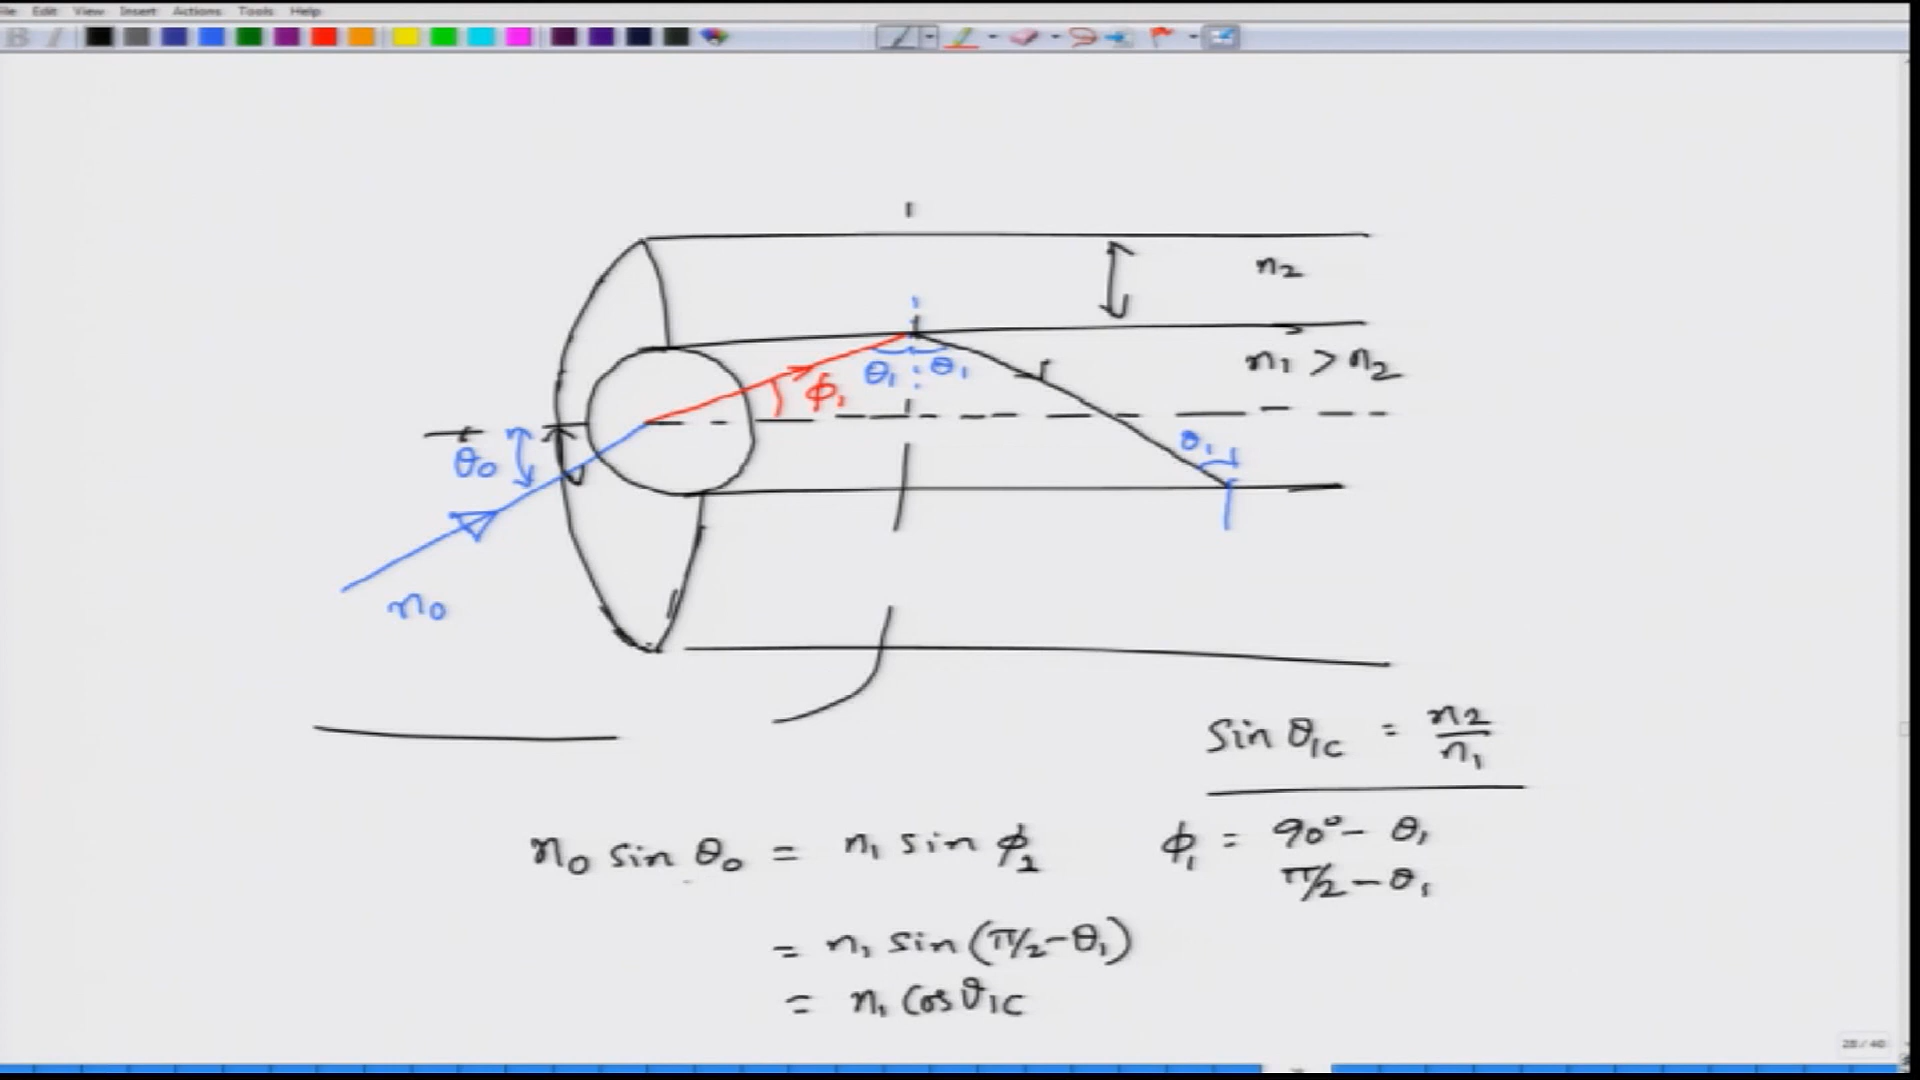 File Edit View Insert Actions Tools Help
B I
n₂
n₁ > n₂
θ₁ θ₁
ϕ₁
θ₁
θ₀
n₀
sin θ₁c = n₂/n₁
n₀ sin θ₀ = n₁ sin ϕ₁ ϕ₁ = 90° - θ₁
π/2 - θ₁
= n₁ sin (π/2 - θ₁)
= n₁ cos θ₁c
28 / 40